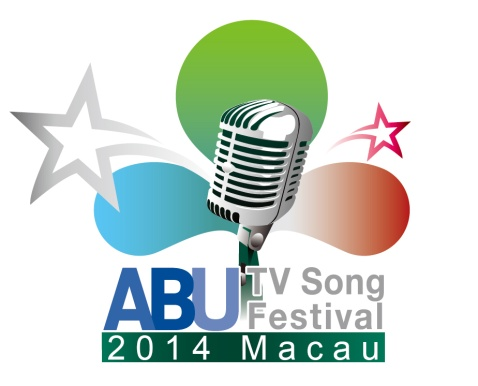 ABU TV Song
Festival
2014 Macau